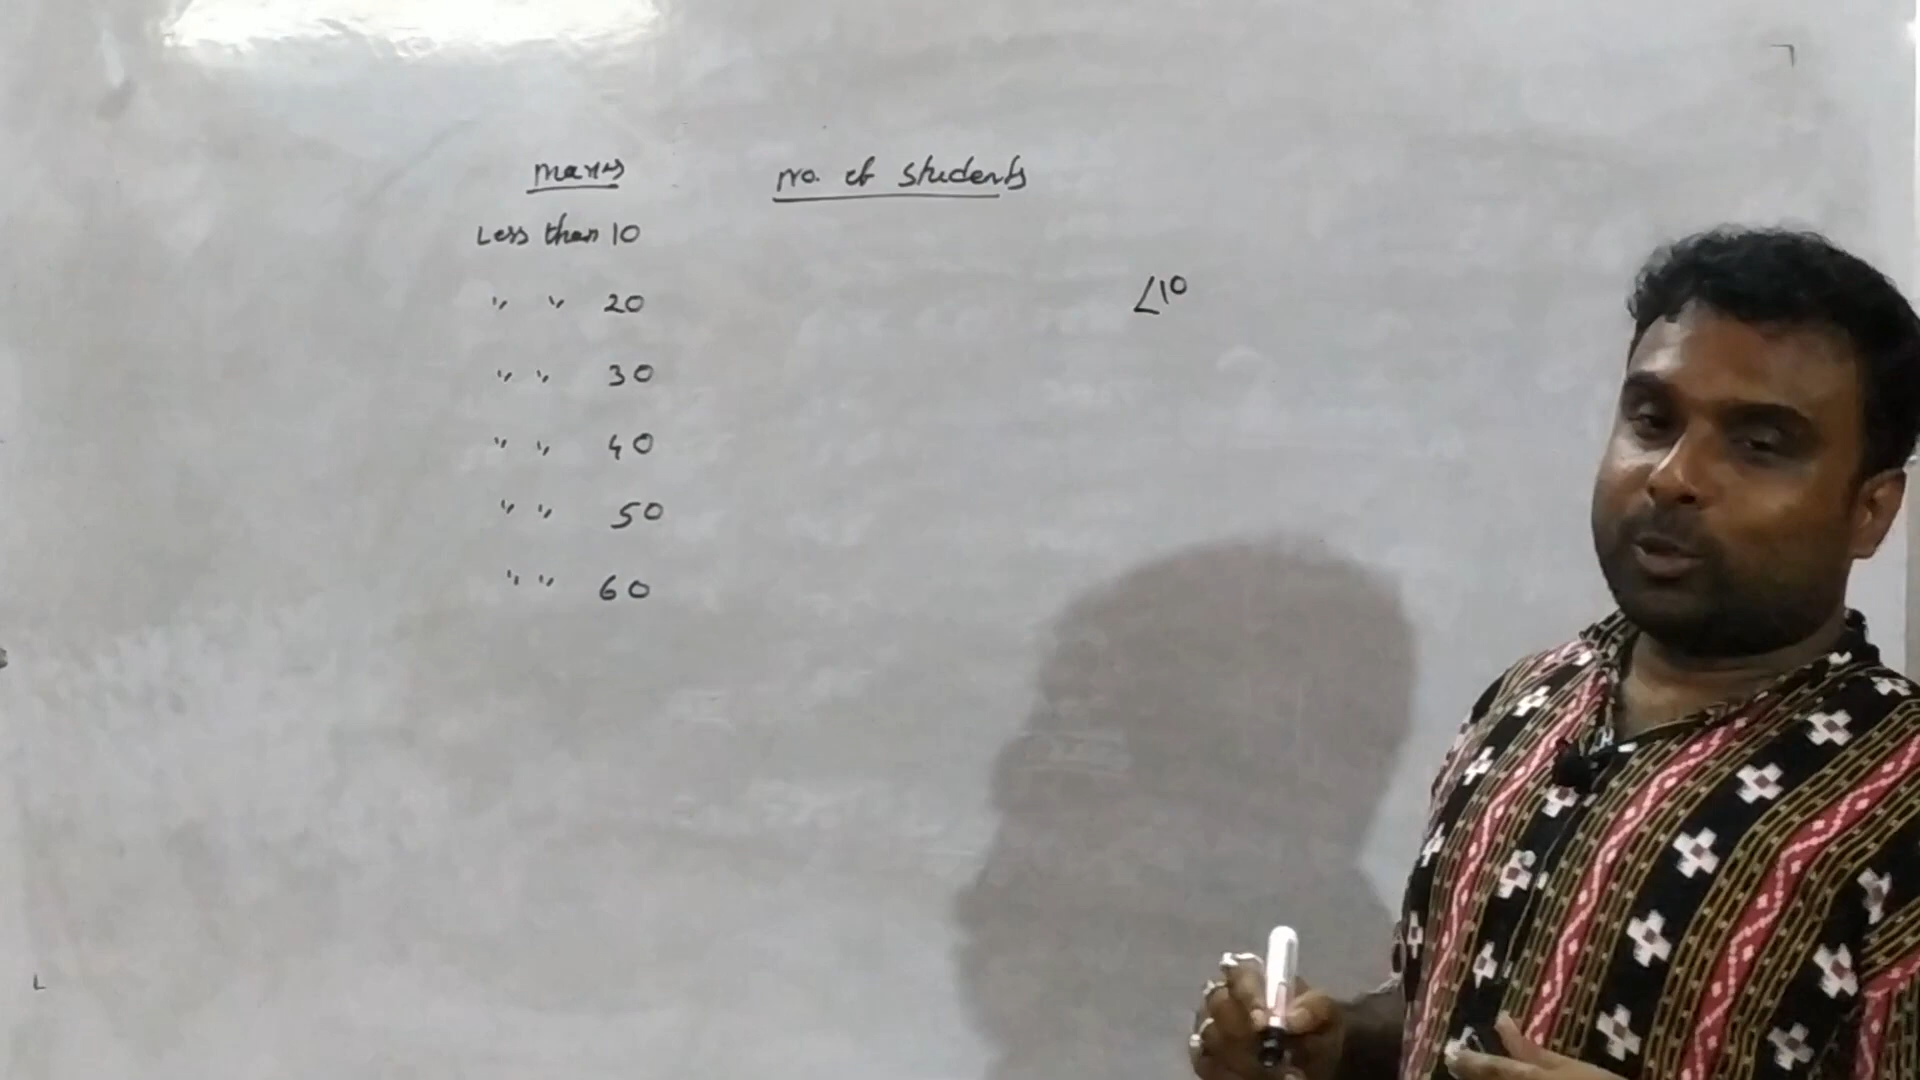 Marks No. of students
Less than 10
" " 20
<10
" " 30
" " 40
" " 50
" " 60